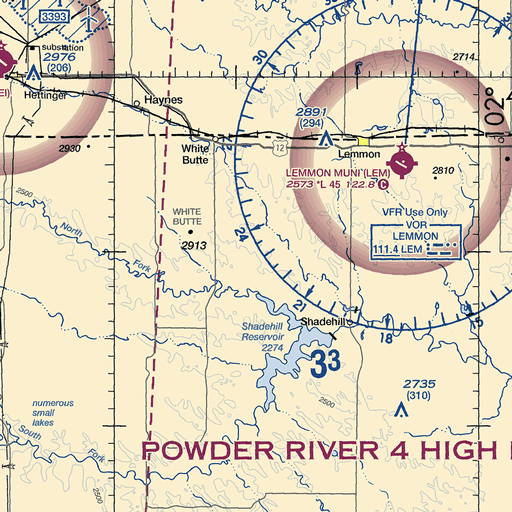 3393
substation
2976
(206)
Hettinger
EI)
Haynes
2930
White
Butte
WHITE
BUTTE
2913
2500
North
Fork
30
24
21
18
15
2714
02°
4
2891
(294)
12
Lemmon
LEMMON MUNI (LEM)
2573 *L 45 122.8 C
2810
VFR Use Only
VOR
LEMMON
111.4 LEM
Shadehill
Shadehill
Reservoir
2274
33
2735
(310)
2500
numerous
small
lakes
South
Fork
2500
POWDER RIVER 4 HIGH